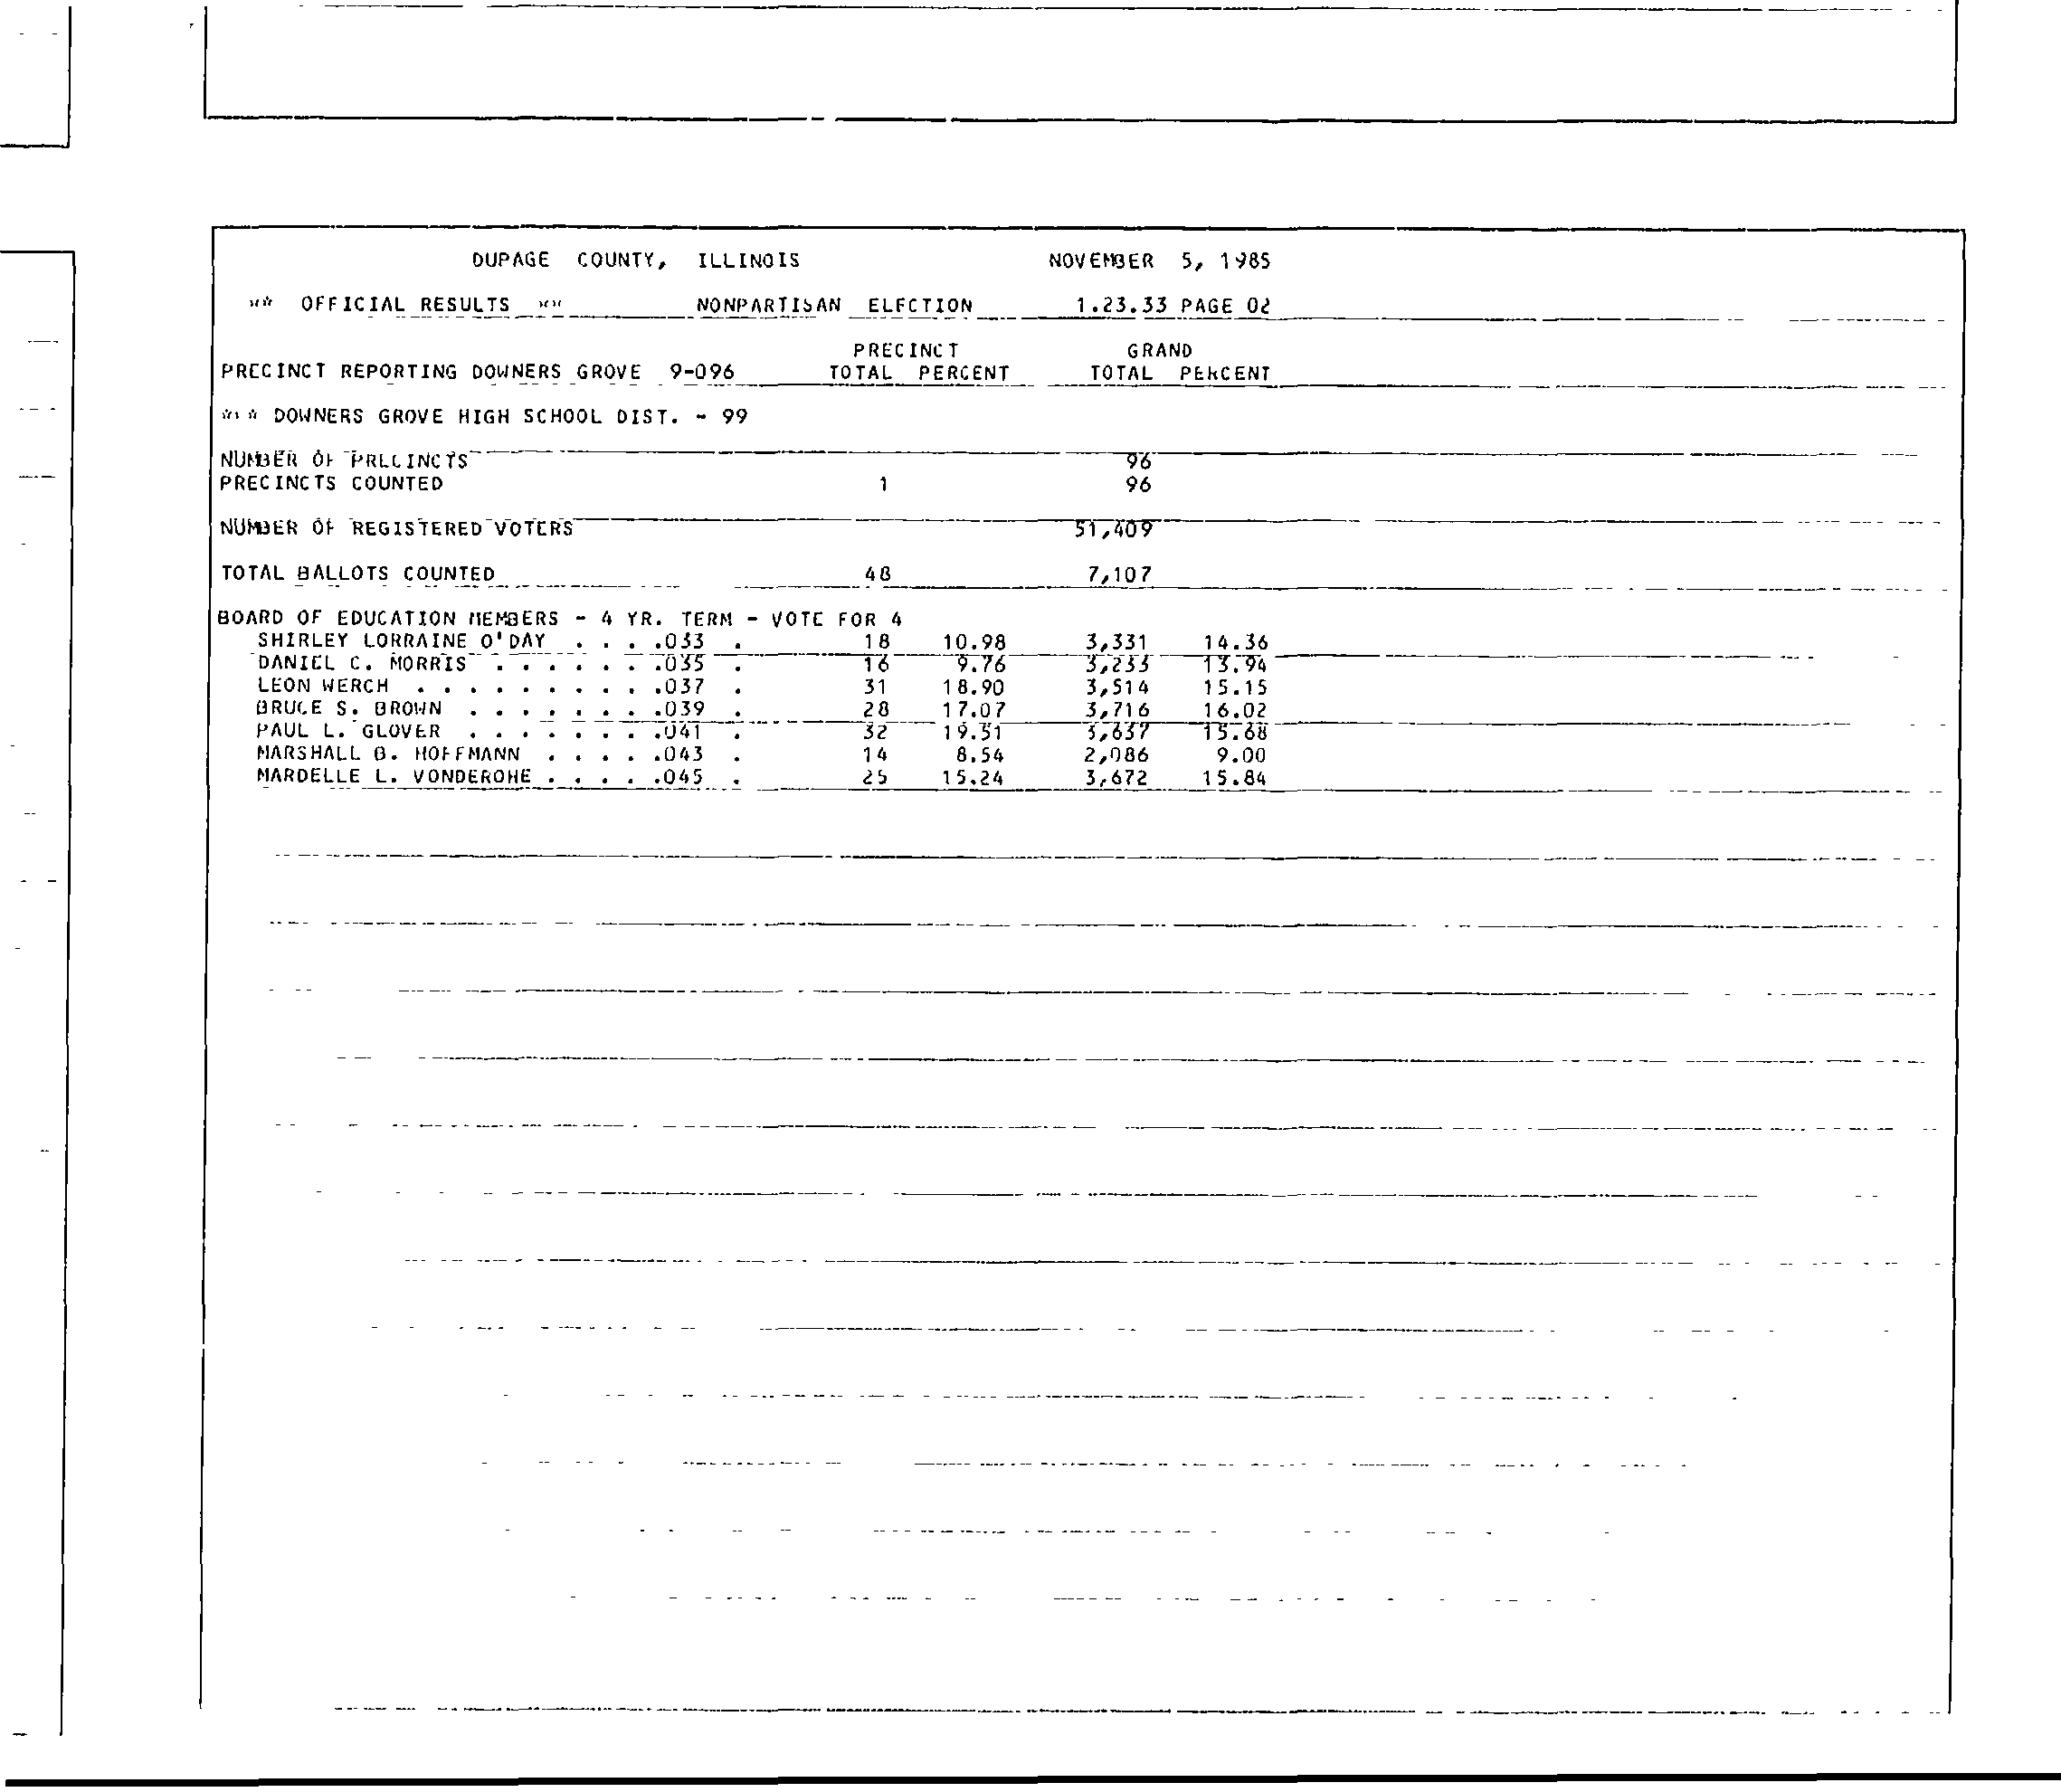 DUPAGE COUNTY, ILLINOIS NOVEMBER 5, 1985
** OFFICIAL RESULTS ** NONPARTISAN ELECTION 1.23.33 PAGE 02
PRECINCT GRAND
PRECINCT REPORTING DOWNERS GROVE 9-096 TOTAL PERCENT TOTAL PERCENT
*** DOWNERS GROVE HIGH SCHOOL DIST. - 99
NUMBER OF PRECINCTS 96
PRECINCTS COUNTED 1 96
NUMBER OF REGISTERED VOTERS 51,409
TOTAL BALLOTS COUNTED 48 7,107
BOARD OF EDUCATION MEMBERS - 4 YR. TERM - VOTE FOR 4
SHIRLEY LORRAINE O'DAY . . . .033 . 18 10.98 3,331 14.36
DANIEL C. MORRIS . . . . . . .035 . 16 9.76 3,233 13.94
LEON WERCH . . . . . . . . . .037 . 31 18.90 3,514 15.15
BRUCE S. BROWN . . . . . . . .039 . 28 17.07 3,716 16.02
PAUL L. GLOVER . . . . . . . .041 . 32 19.51 3,637 15.68
MARSHALL B. HOFFMANN . . . . .043 . 14 8.54 2,086 9.00
MARDELLE L. VONDEROHE . . . . .045 . 25 15.24 3,672 15.84